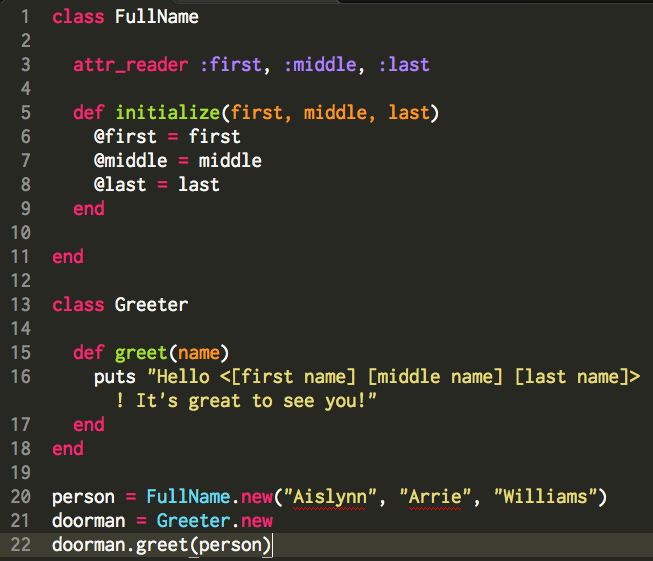 1 class FullName
2
3 attr_reader :first, :middle, :last
4
5 def initialize(first, middle, last)
6 @first = first
7 @middle = middle
8 @last = last
9 end
10
11 end
12
13 class Greeter
14
15 def greet(name)
16 puts "Hello <[first name] [middle name] [last name]>
! It's great to see you!"
17 end
18 end
19
20 person = FullName.new("Aislynn", "Arrie", "Williams")
21 doorman = Greeter.new
22 doorman.greet(person)